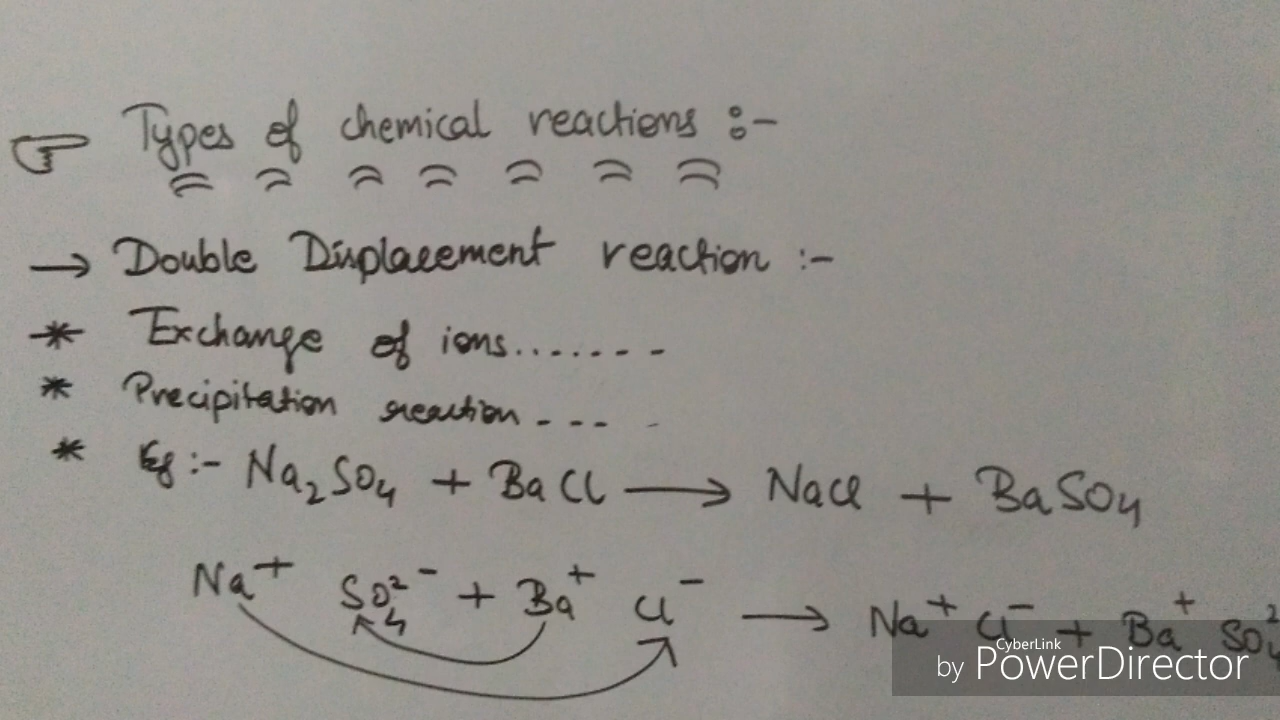 Types of chemical reactions :-
→ Double Displacement reaction :-
* Exchange of ions.......
* Precipitation reaction....
* Eg :- Na₂SO₄ + BaCl ⟶ NaCl + BaSO₄
Na⁺ SO₄²⁻ + Ba⁺ Cl⁻ ⟶ Na⁺ Cl⁻ + Ba⁺ SO₄²
CyberLink
by PowerDirector